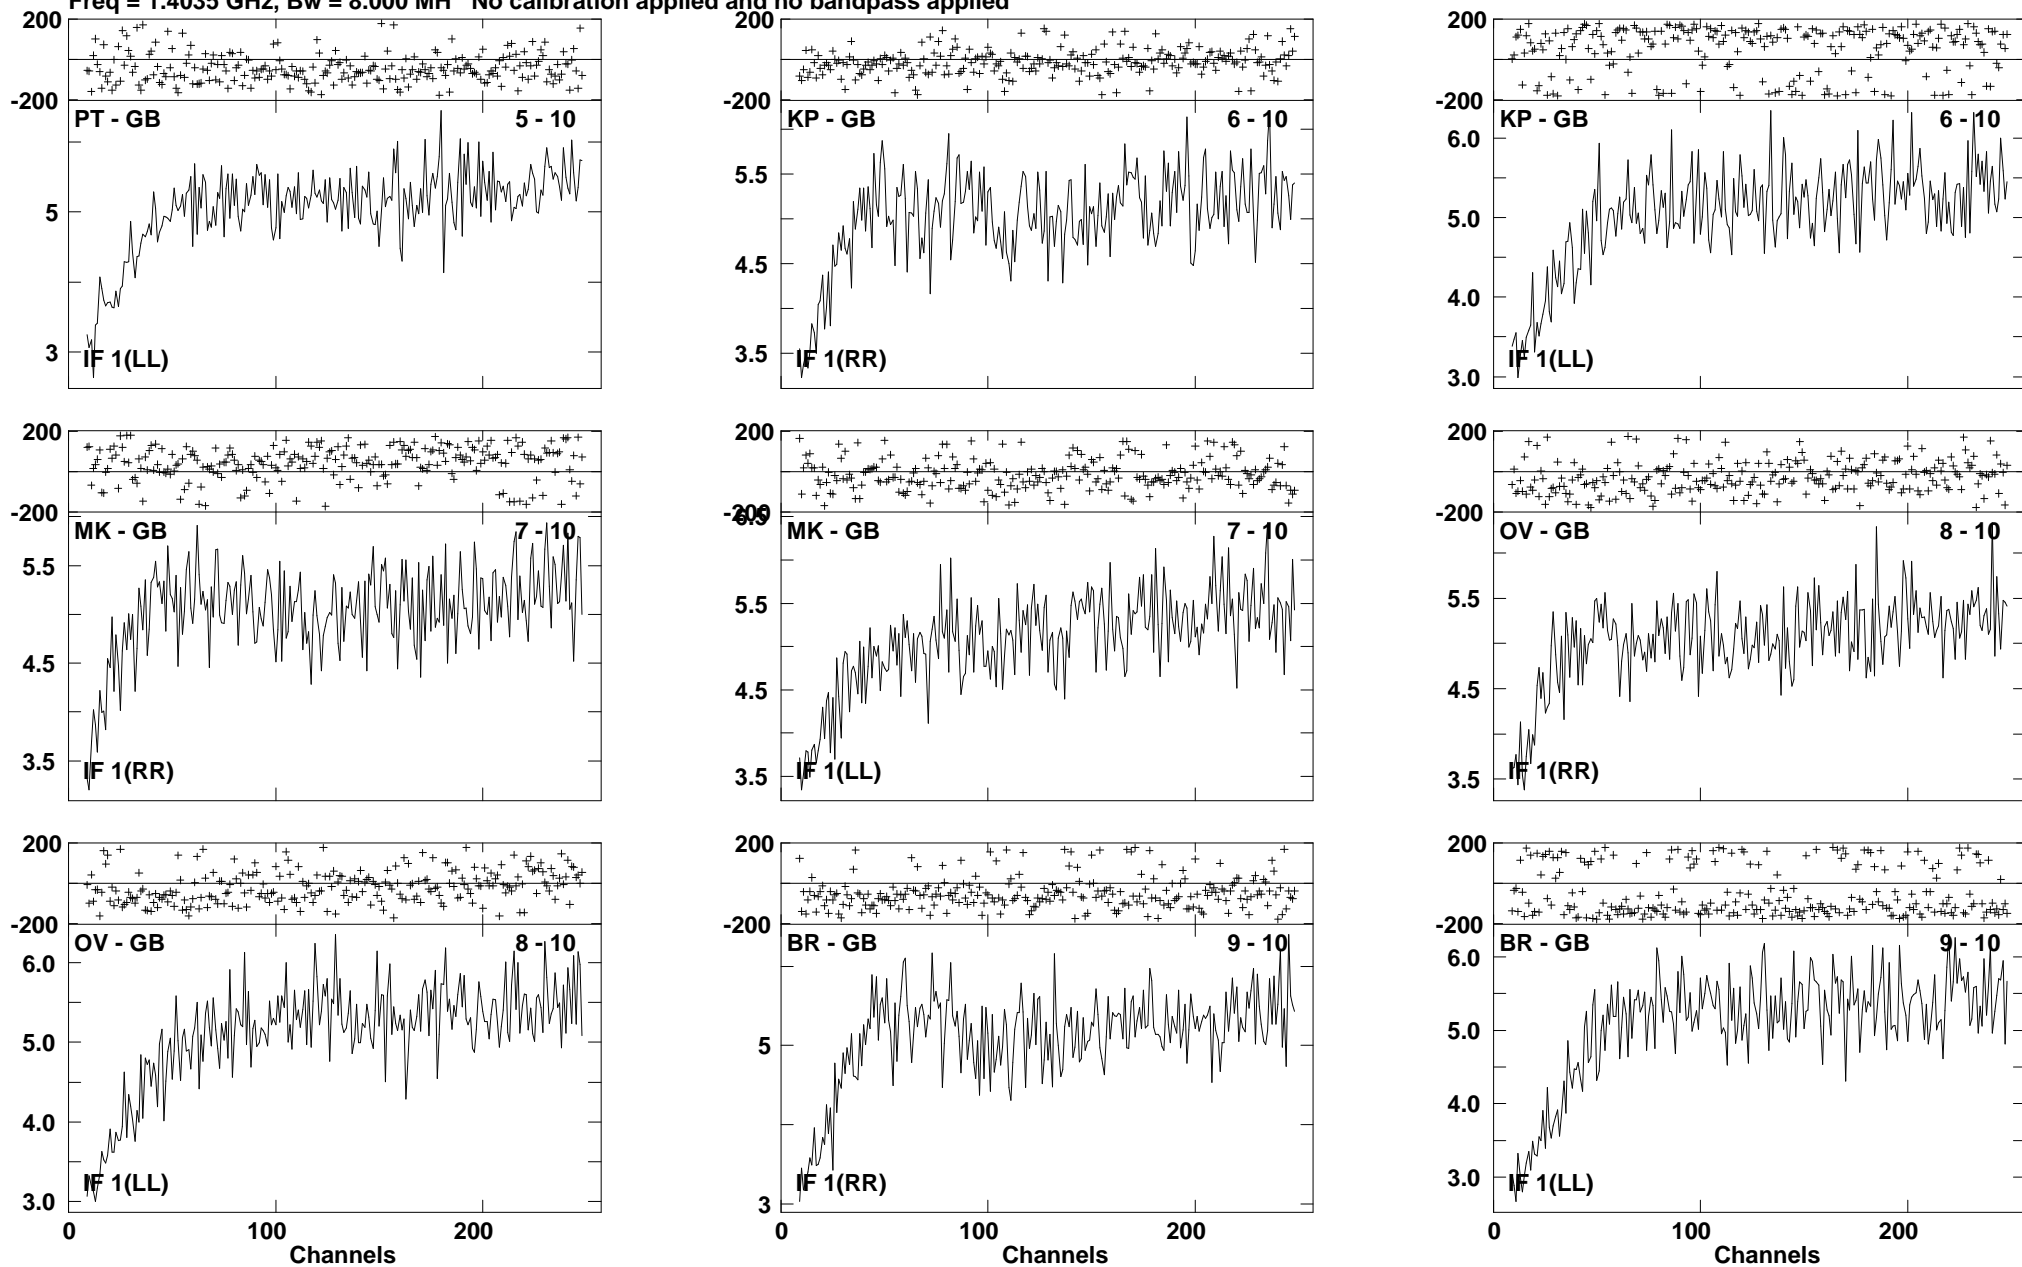 Freq = 1.4035 GHz, Bw = 8.000 MH No calibration applied and no bandpass applied
200
-200
PT - GB 5 - 10
5
3
IF 1(LL)
100 200
200
-200
KP - GB 6 - 10
5.5
4.5
3.5
IF 1(RR)
200
-200
KP - GB 6 - 10
6.0
5.0
4.0
3.0
IF 1(LL)
200
-200
MK - GB 7 - 10
5.5
4.5
3.5
IF 1(RR)
200
-200
6.5
MK - GB 7 - 10
5.5
4.5
3.5
IF 1(LL)
200
-200
OV - GB 8 - 10
5.5
4.5
3.5
IF 1(RR)
200
-200
OV - GB 8 - 10
6.0
5.0
4.0
3.0
IF 1(LL)
0 100 200
Channels
200
-200
BR - GB 9 - 10
5
3
IF 1(RR)
0 100 200
Channels
200
-200
BR - GB 9 - 10
6.0
5.0
4.0
3.0
IF 1(LL)
0 100 200
Channels